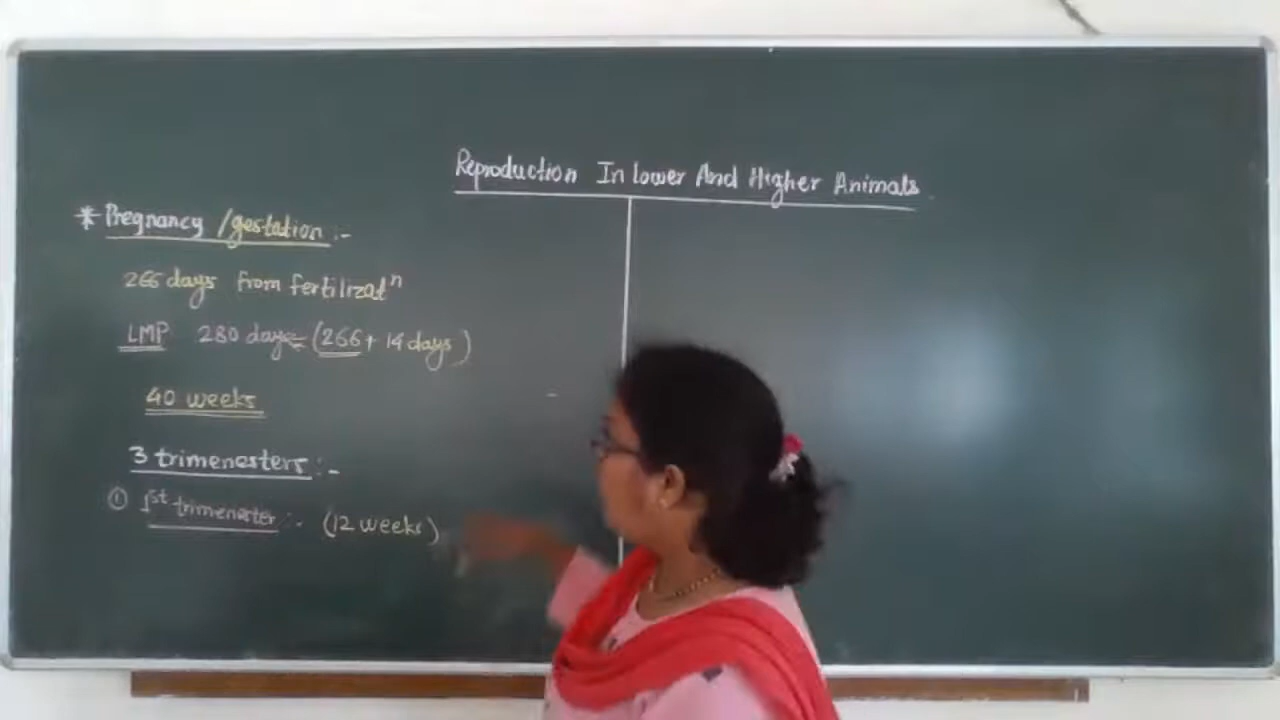 Reproduction In Lower And Higher Animals
* Pregnancy /gestation :-
266 days from fertilizatⁿ
LMP 280 days = (266 + 14 days)
40 weeks
3 trimenesters :-
① 1st trimenester :- (12 weeks)